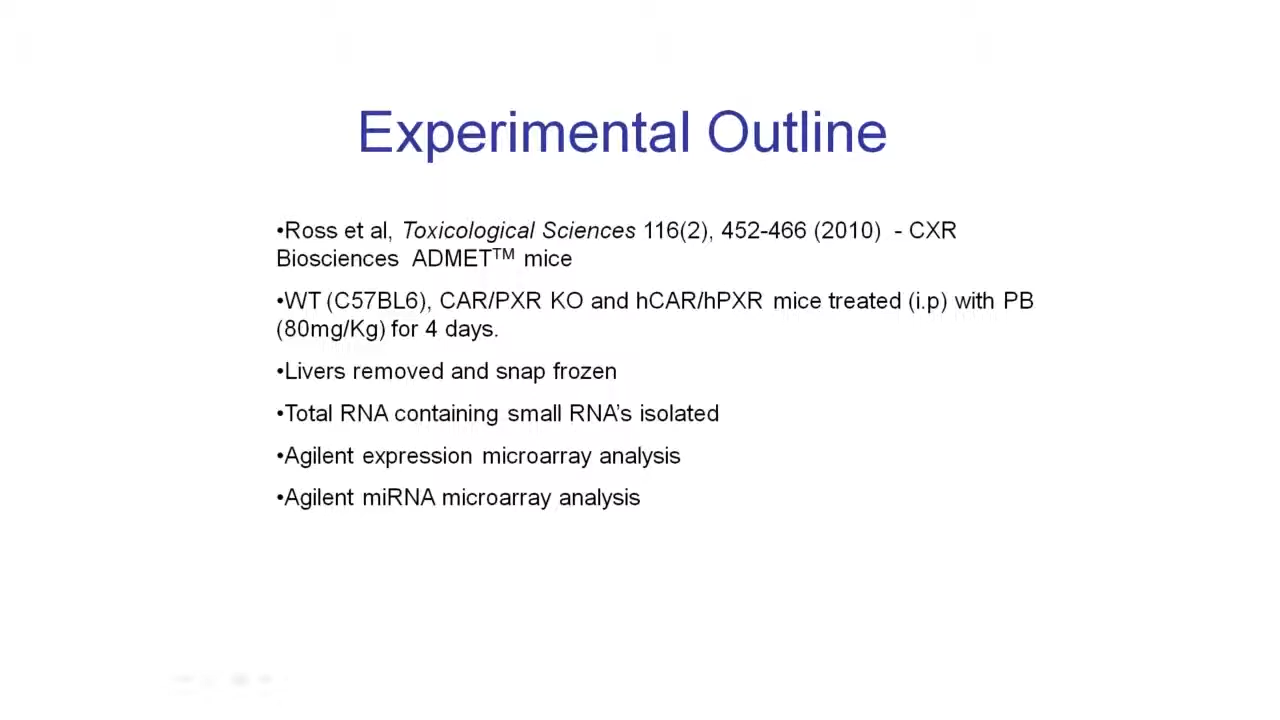 Experimental Outline
•Ross et al, Toxicological Sciences 116(2), 452-466 (2010)  - CXR
Biosciences  ADMET™ mice
•WT (C57BL6), CAR/PXR KO and hCAR/hPXR mice treated (i.p) with PB
(80mg/Kg) for 4 days.
•Livers removed and snap frozen
•Total RNA containing small RNA’s isolated
•Agilent expression microarray analysis
•Agilent miRNA microarray analysis